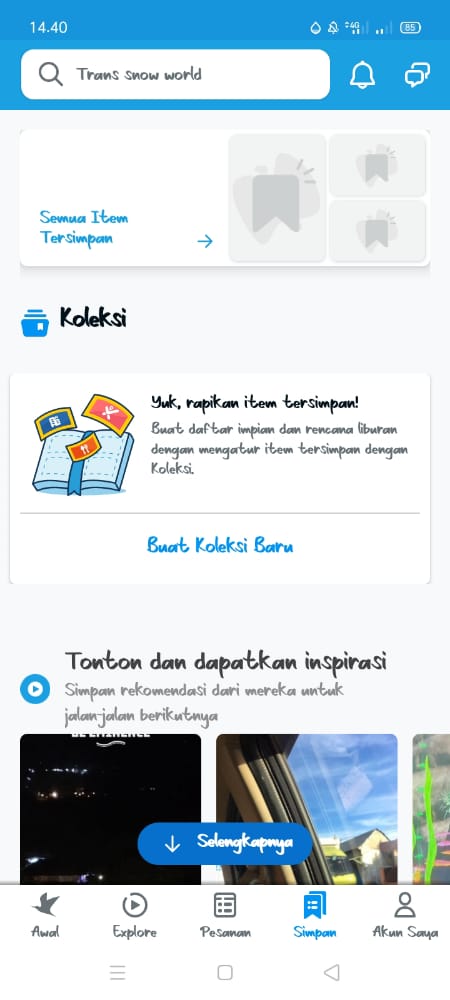 14.40
4G
85
Trans snow world
Semua Item
Tersimpan
Koleksi
Yuk, rapikan item tersimpan!
Buat daftar impian dan rencana liburan
dengan mengatur item tersimpan dengan
Koleksi.
Buat Koleksi Baru
Tonton dan dapatkan inspirasi
Simpan rekomendasi dari mereka untuk
jalan-jalan berikutnya
Selengkapnya
Awal
Explore
Pesanan
Simpan
Akun Saya